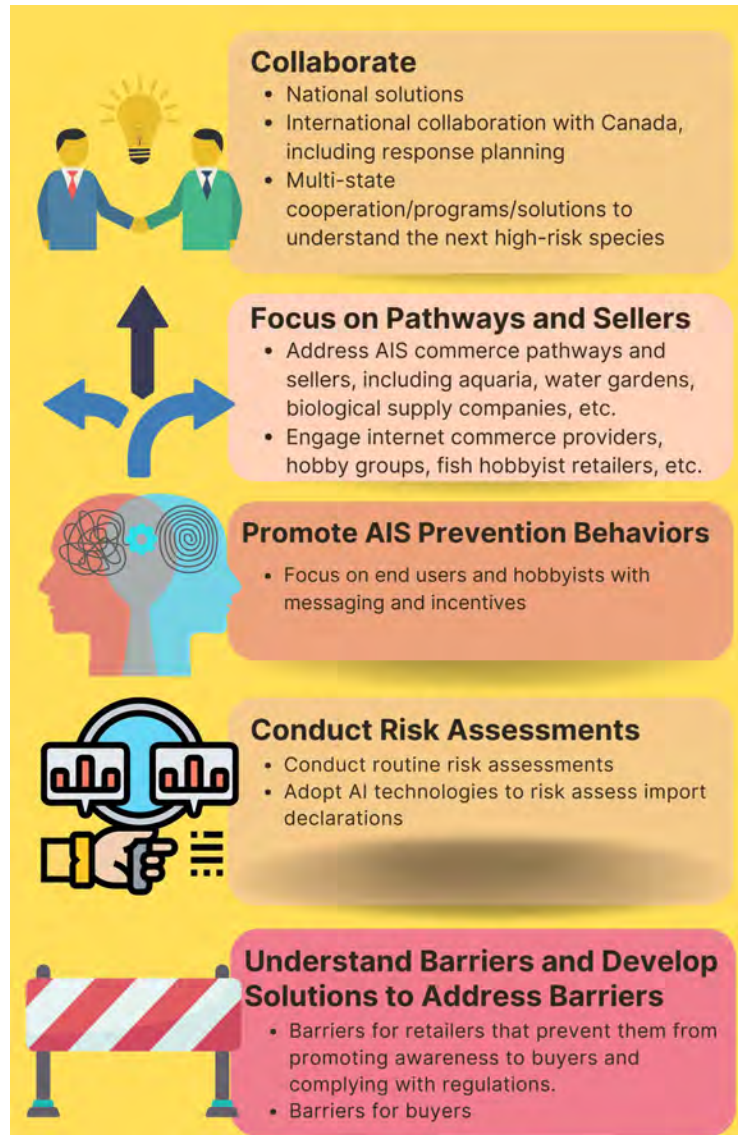 Collaborate
• National solutions
• International collaboration with Canada,
including response planning
• Multi-state
cooperation/programs/solutions to
understand the next high-risk species
Focus on Pathways and Sellers
• Address AIS commerce pathways and
sellers, including aquaria, water gardens,
biological supply companies, etc.
• Engage internet commerce providers,
hobby groups, fish hobbyist retailers, etc.
Promote AIS Prevention Behaviors
• Focus on end users and hobbyists with
messaging and incentives
Conduct Risk Assessments
• Conduct routine risk assessments
• Adopt AI technologies to risk assess import
declarations
Understand Barriers and Develop
Solutions to Address Barriers
• Barriers for retailers that prevent them from
promoting awareness to buyers and
complying with regulations.
• Barriers for buyers